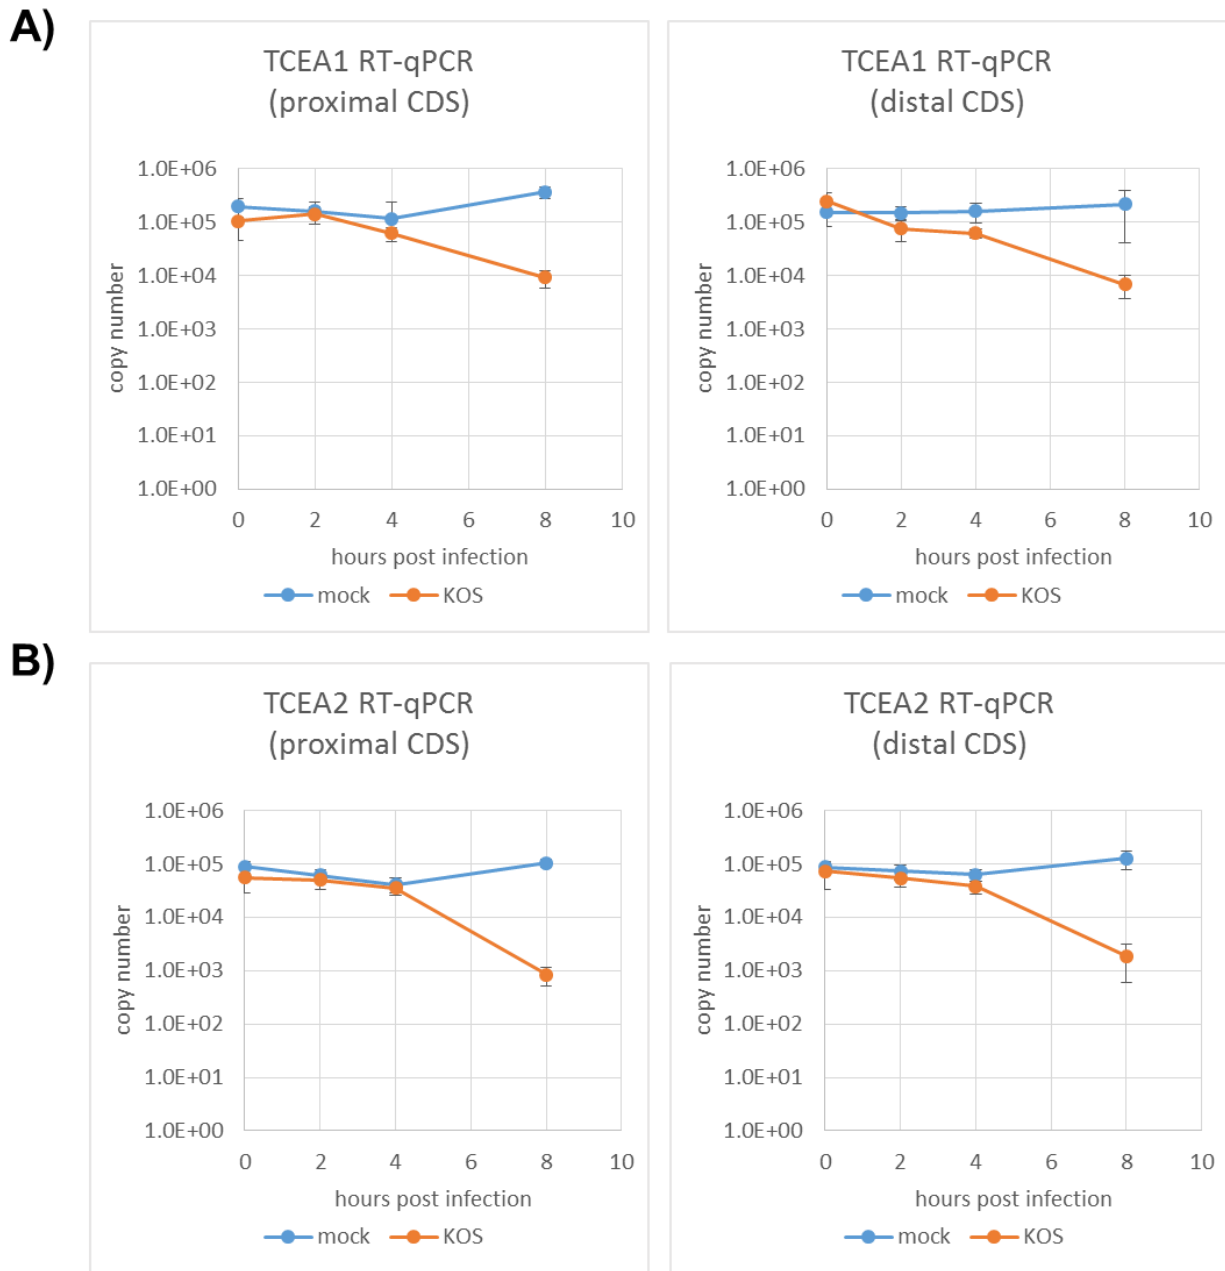 A)
TCEA1 RT-qPCR
(proximal CDS)
1.0E+06
1.0E+05
1.0E+04
1.0E+03
1.0E+02
1.0E+01
1.0E+00
copy number
0 2 4 6 8 10
hours post infection
mock KOS
TCEA1 RT-qPCR
(distal CDS)
1.0E+06
1.0E+05
1.0E+04
1.0E+03
1.0E+02
1.0E+01
1.0E+00
copy number
0 2 4 6 8 10
hours post infection
mock KOS
B)
TCEA2 RT-qPCR
(proximal CDS)
1.0E+06
1.0E+05
1.0E+04
1.0E+03
1.0E+02
1.0E+01
1.0E+00
copy number
0 2 4 6 8 10
hours post infection
mock KOS
TCEA2 RT-qPCR
(distal CDS)
1.0E+06
1.0E+05
1.0E+04
1.0E+03
1.0E+02
1.0E+01
1.0E+00
copy number
0 2 4 6 8 10
hours post infection
mock KOS